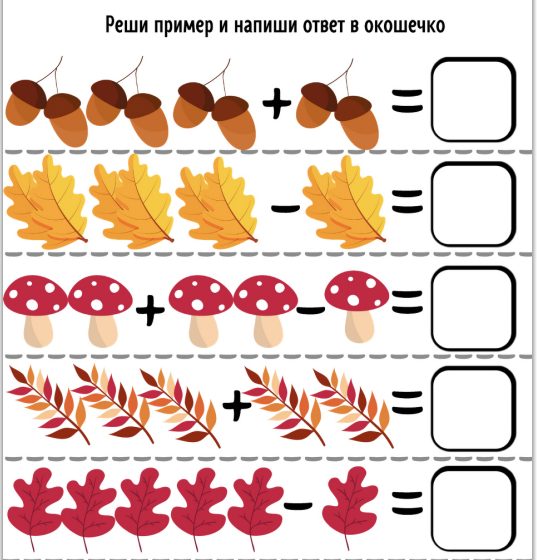 Реши пример и напиши ответ в окошечко
+ =
− =
+ − =
+ =
− =